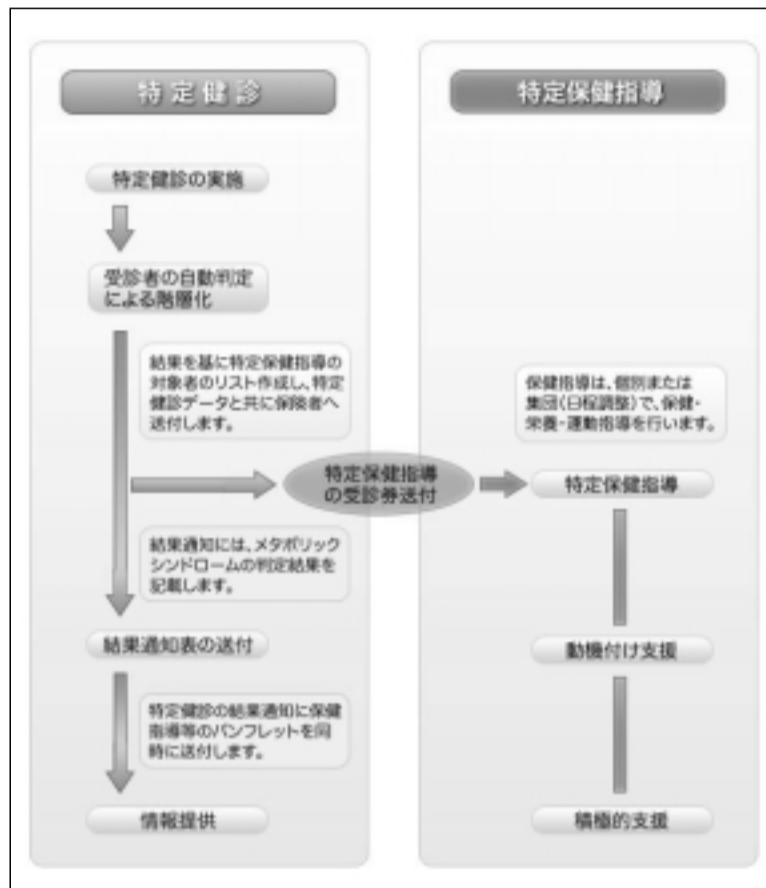 特定健診
特定健診の実施
受診者の自動判定
による階層化
結果を基に特定保健指導の
対象者のリスト作成し、特定
健診データと共に保険者へ
送付します。
特定保健指導
の受診券送付
結果通知には、メタボリック
シンドロームの判定結果を
記載します。
結果通知表の送付
特定健診の結果通知に保健
指導等のパンフレットを同
時に送付します。
情報提供
特定保健指導
保健指導は、個別または
集団(日程調整)で、保健・
栄養・運動指導を行います。
特定保健指導
動機付け支援
積極的支援